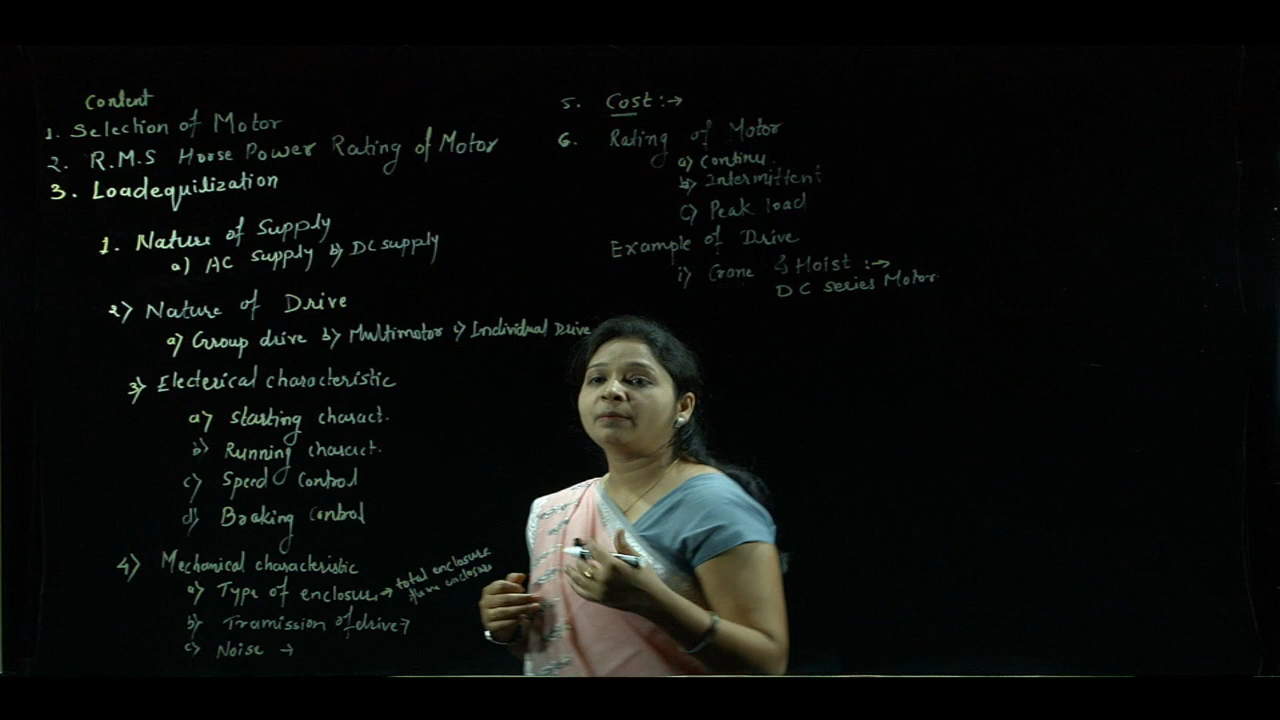 Content
1. Selection of Motor
2. R.M.S Horse Power Rating of Motor
3. Loadequilization
1. Nature of Supply
a) AC supply b) DC supply
2) Nature of Drive
a) Group drive b) Multimotor c) Individual Drive
3) Electerical characteristic
a) Starting charact.
b) Running charact.
c) Speed Control
d) Braking Control
4) Mechanical characteristic
a) Type of enclosure → total enclosure
enclosure
b) Tramission of drive →
c) Noise →
5. Cost :→
6. Rating of Motor
a) Continu.
b) Intermittent
c) Peak load
Example of Drive
i) Crane & Hoist :→
DC series Motor